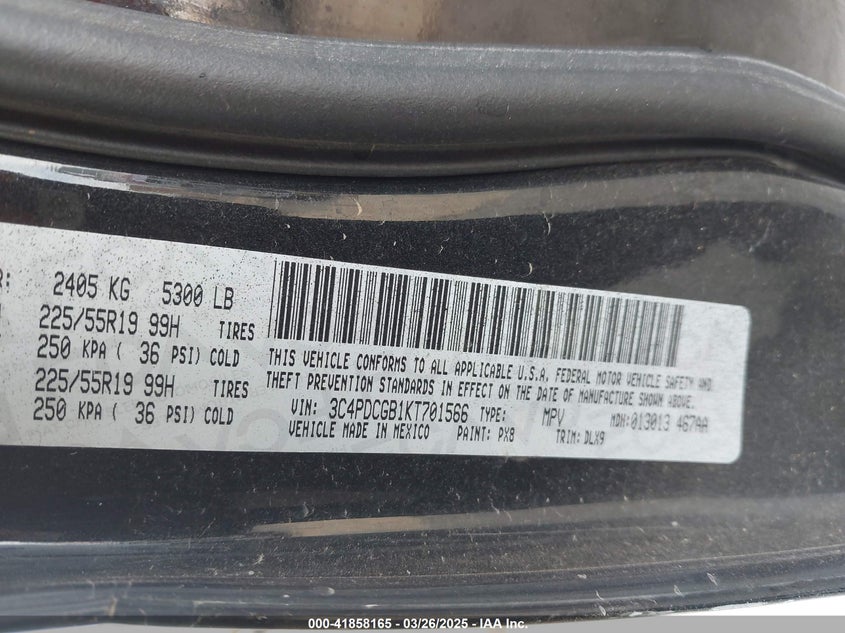 R: 2405 KG 5300 LB
225/55R19 99H TIRES
250 KPA ( 36 PSI) COLD
225/55R19 99H TIRES
250 KPA ( 36 PSI) COLD
THIS VEHICLE CONFORMS TO ALL APPLICABLE U.S.A. FEDERAL MOTOR VEHICLE SAFETY AND
THEFT PREVENTION STANDARDS IN EFFECT ON THE DATE OF MANUFACTURE SHOWN ABOVE.
VIN: 3C4PDCGB1KT701566 TYPE: MPV MDH: 013013 467AA
VEHICLE MADE IN MEXICO PAINT: PX8 TRIM: DLX9
000-41858165 - 03/26/2025 - IAA Inc.